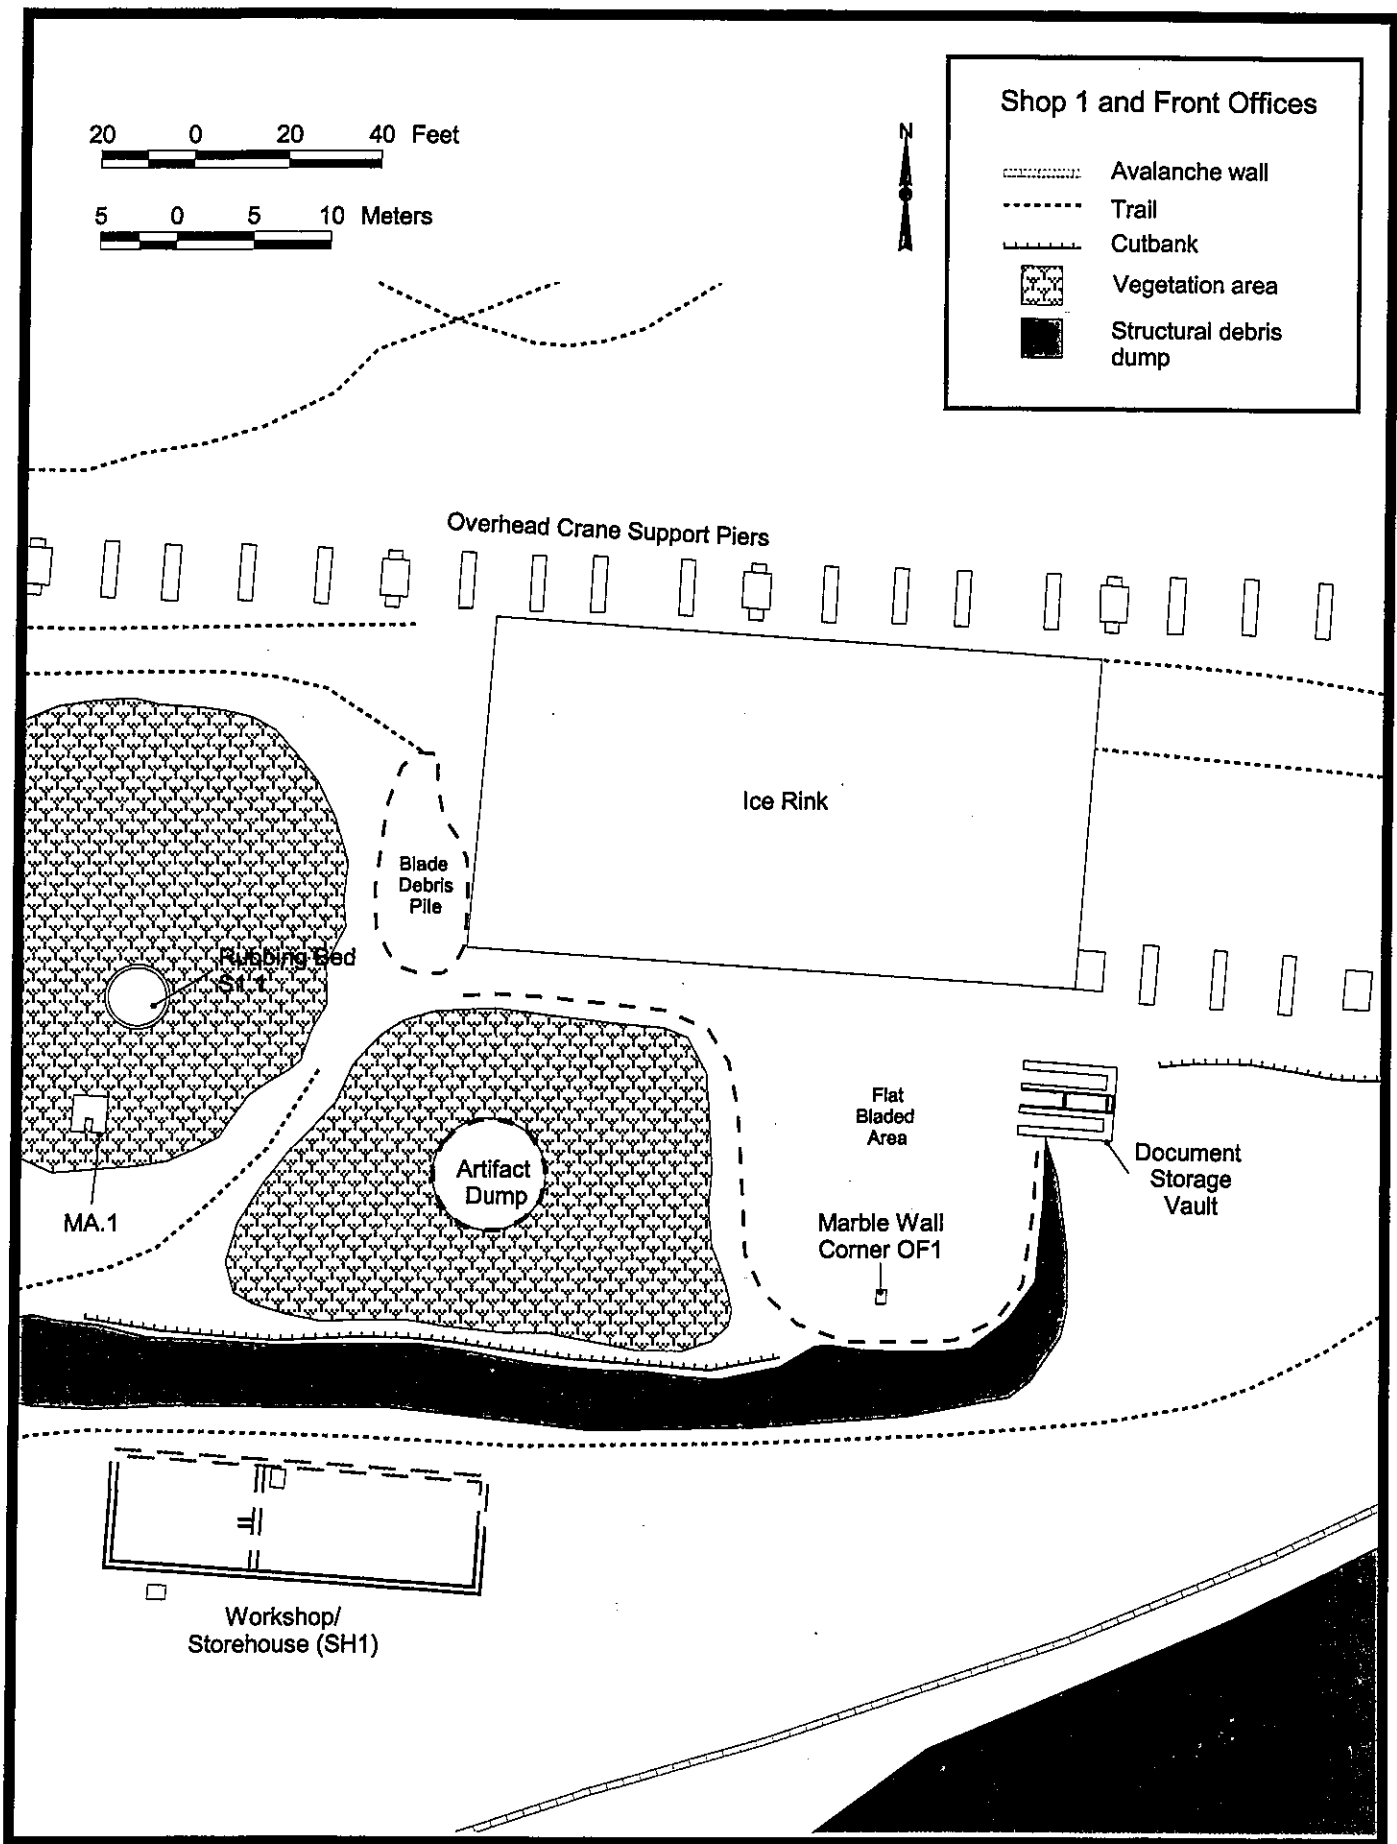 Shop 1 and Front Offices
20 0 20 40 Feet
5 0 5 10 Meters
N
Avalanche wall
Trail
Cutbank
Vegetation area
Structural debris
dump
Overhead Crane Support Piers
Ice Rink
Blade
Debris
Pile
Rubbing Bed
S1.1
MA.1
Artifact
Dump
Flat
Bladed
Area
Marble Wall
Corner OF1
Document
Storage
Vault
Workshop/
Storehouse (SH1)